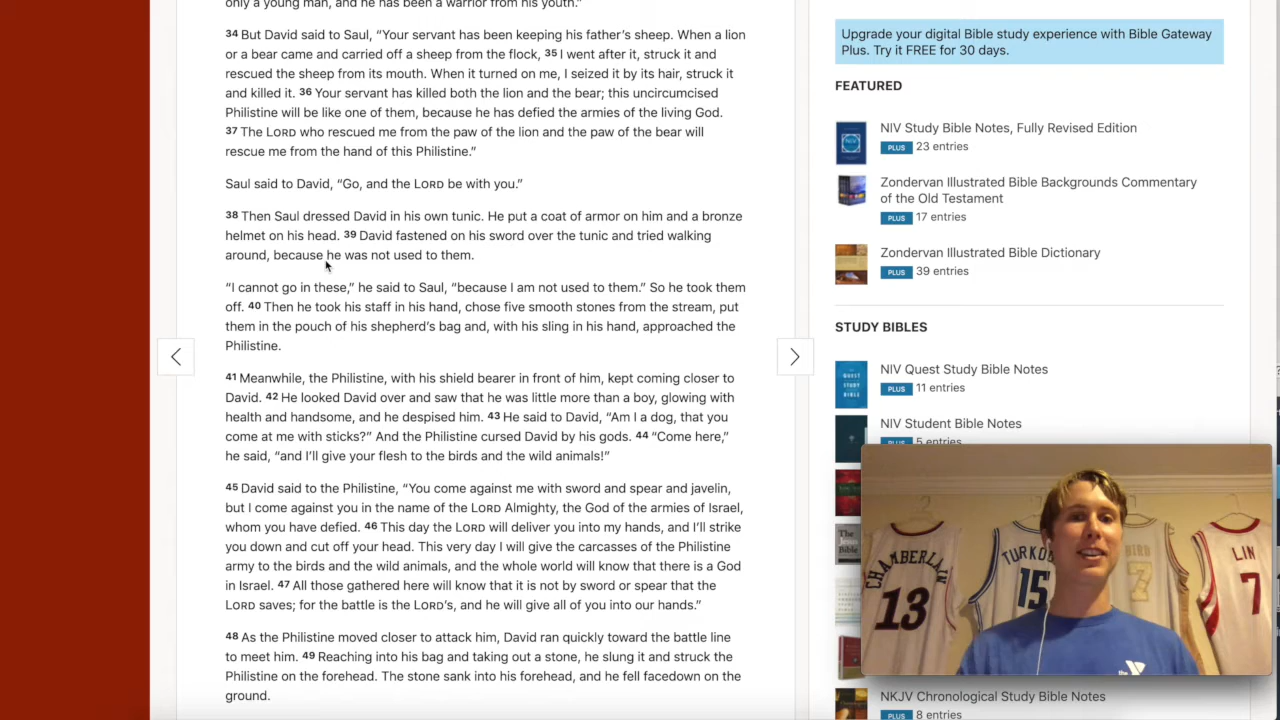 only a young man, and he has been a warrior from his youth.”
34 But David said to Saul, “Your servant has been keeping his father’s sheep. When a lion
or a bear came and carried off a sheep from the flock, 35 I went after it, struck it and
rescued the sheep from its mouth. When it turned on me, I seized it by its hair, struck it
and killed it. 36 Your servant has killed both the lion and the bear; this uncircumcised
Philistine will be like one of them, because he has defied the armies of the living God.
37 The LORD who rescued me from the paw of the lion and the paw of the bear will
rescue me from the hand of this Philistine.”
Saul said to David, “Go, and the LORD be with you.”
38 Then Saul dressed David in his own tunic. He put a coat of armor on him and a bronze
helmet on his head. 39 David fastened on his sword over the tunic and tried walking
around, because he was not used to them.
“I cannot go in these,” he said to Saul, “because I am not used to them.” So he took them
off. 40 Then he took his staff in his hand, chose five smooth stones from the stream, put
them in the pouch of his shepherd’s bag and, with his sling in his hand, approached the
Philistine.
41 Meanwhile, the Philistine, with his shield bearer in front of him, kept coming closer to
David. 42 He looked David over and saw that he was little more than a boy, glowing with
health and handsome, and he despised him. 43 He said to David, “Am I a dog, that you
come at me with sticks?” And the Philistine cursed David by his gods. 44 “Come here,”
he said, “and I’ll give your flesh to the birds and the wild animals!”
45 David said to the Philistine, “You come against me with sword and spear and javelin,
but I come against you in the name of the LORD Almighty, the God of the armies of Israel,
whom you have defied. 46 This day the LORD will deliver you into my hands, and I’ll strike
you down and cut off your head. This very day I will give the carcasses of the Philistine
army to the birds and the wild animals, and the whole world will know that there is a God
in Israel. 47 All those gathered here will know that it is not by sword or spear that the
LORD saves; for the battle is the LORD’s, and he will give all of you into our hands.”
48 As the Philistine moved closer to attack him, David ran quickly toward the battle line
to meet him. 49 Reaching into his bag and taking out a stone, he slung it and struck the
Philistine on the forehead. The stone sank into his forehead, and he fell facedown on the
ground.
Upgrade your digital Bible study experience with Bible Gateway
Plus. Try it FREE for 30 days.
FEATURED
NIV Study Bible Notes, Fully Revised Edition
PLUS 23 entries
Zondervan Illustrated Bible Backgrounds Commentary
of the Old Testament
PLUS 17 entries
Zondervan Illustrated Bible Dictionary
PLUS 39 entries
STUDY BIBLES
QUEST
STUDY
BIBLE
NIV Quest Study Bible Notes
PLUS 11 entries
NIV Student Bible Notes
PLUS 5 entries
The
Bible
CHAMBERLAIN
13
TURKO
15
BIRD
7
LIN
7
NKJV Chronological Study Bible Notes
PLUS 8 entries